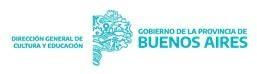 DIRECCIÓN GENERAL DE
CULTURA Y EDUCACIÓN
GOBIERNO DE LA PROVINCIA DE
BUENOS AIRES